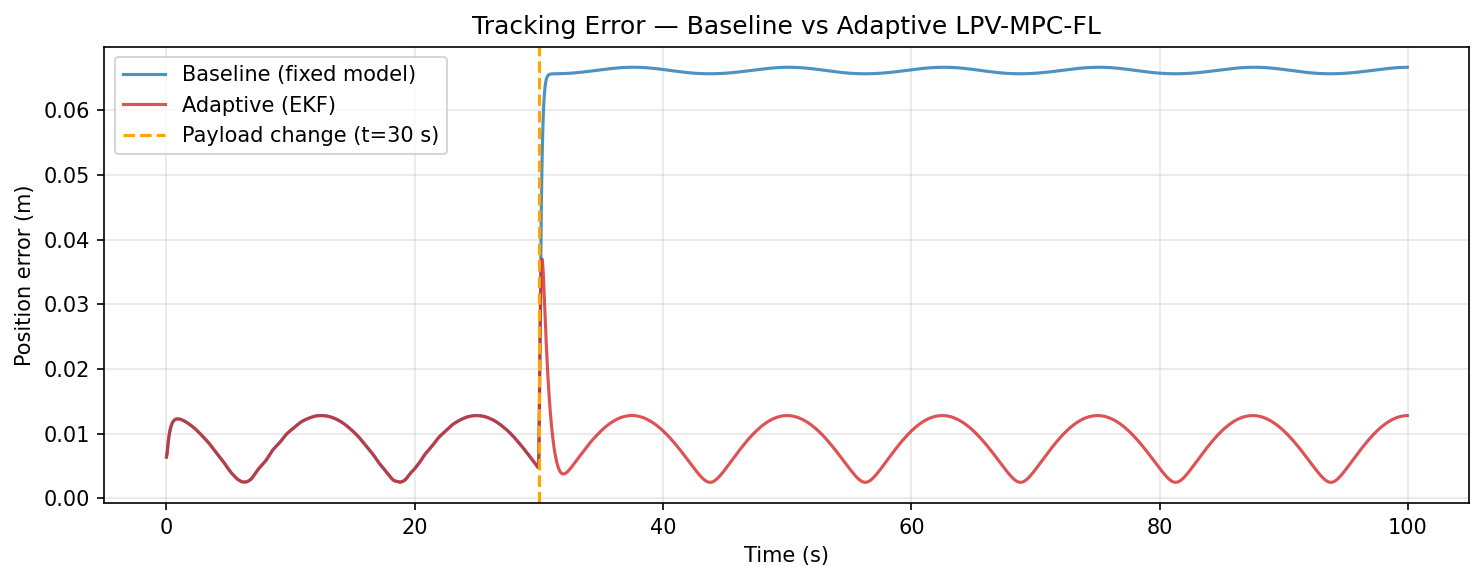 Tracking Error — Baseline vs Adaptive LPV-MPC-FL
Baseline (fixed model)
Adaptive (EKF)
Payload change (t=30 s)
Position error (m)
0.06
0.05
0.04
0.03
0.02
0.01
0.00
0 20 40 60 80 100
Time (s)